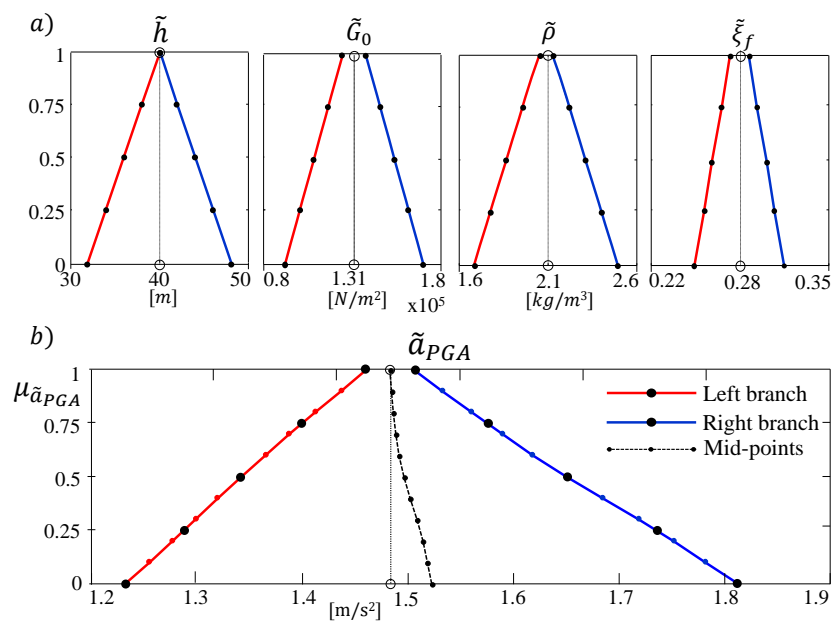 a)
h̃ G̃₀ ρ̃ ξ̃_f
1
0.75
0.5
0.25
0
30 40 50 0.8 1.31 1.8 1.6 2.1 2.6 0.22 0.28 0.35
[m] [N/m²] x10⁵ [kg/m³]
b)
ã_PGA
μ_ã_PGA
1
0.75
0.5
0.25
0
Left branch
Right branch
Mid-points
1.2 1.3 1.4 1.5 1.6 1.7 1.8 1.9
[m/s²]